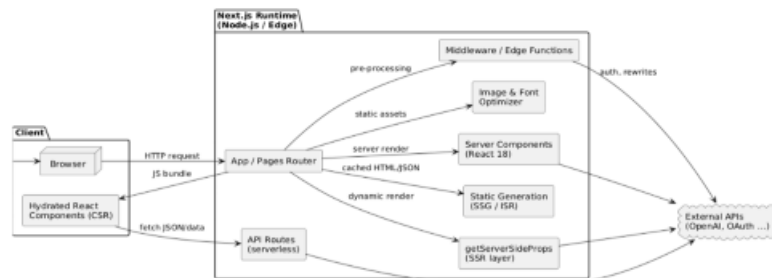 Next.js Runtime
(Node.js / Edge)
Middleware / Edge Functions
pre-processing
auth, rewrites
Image & Font
Optimizer
static assets
Client
Browser
HTTP request
App / Pages Router
server render
Server Components
(React 18)
cached HTML/JSON
JS bundle
Hydrated React
Components (CSR)
Static Generation
(SSG / ISR)
dynamic render
External APIs
(OpenAI, OAuth ...)
fetch JSON/data
API Routes
(serverless)
getServerSideProps
(SSR layer)